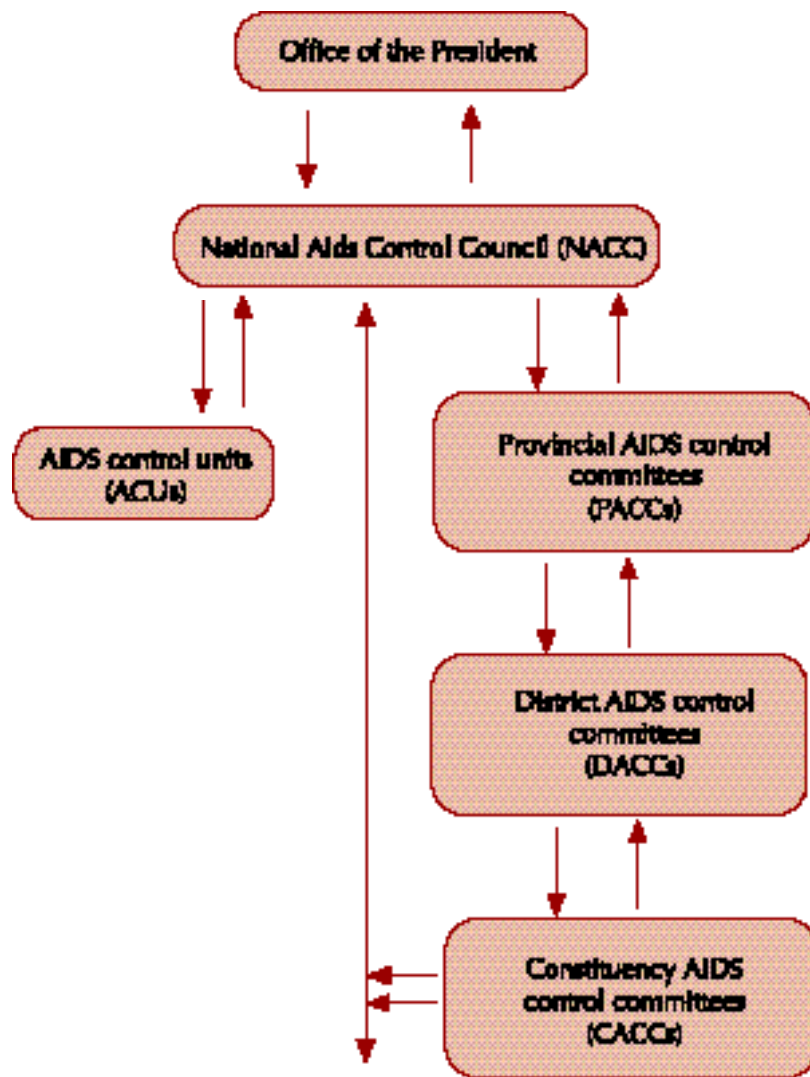 Office of the President
National Aids Control Council (NACC)
AIDS control units
(ACUs)
Provincial AIDS control
committees
(PACCs)
District AIDS control
committees
(DACCs)
Constituency AIDS
control committees
(CACCs)